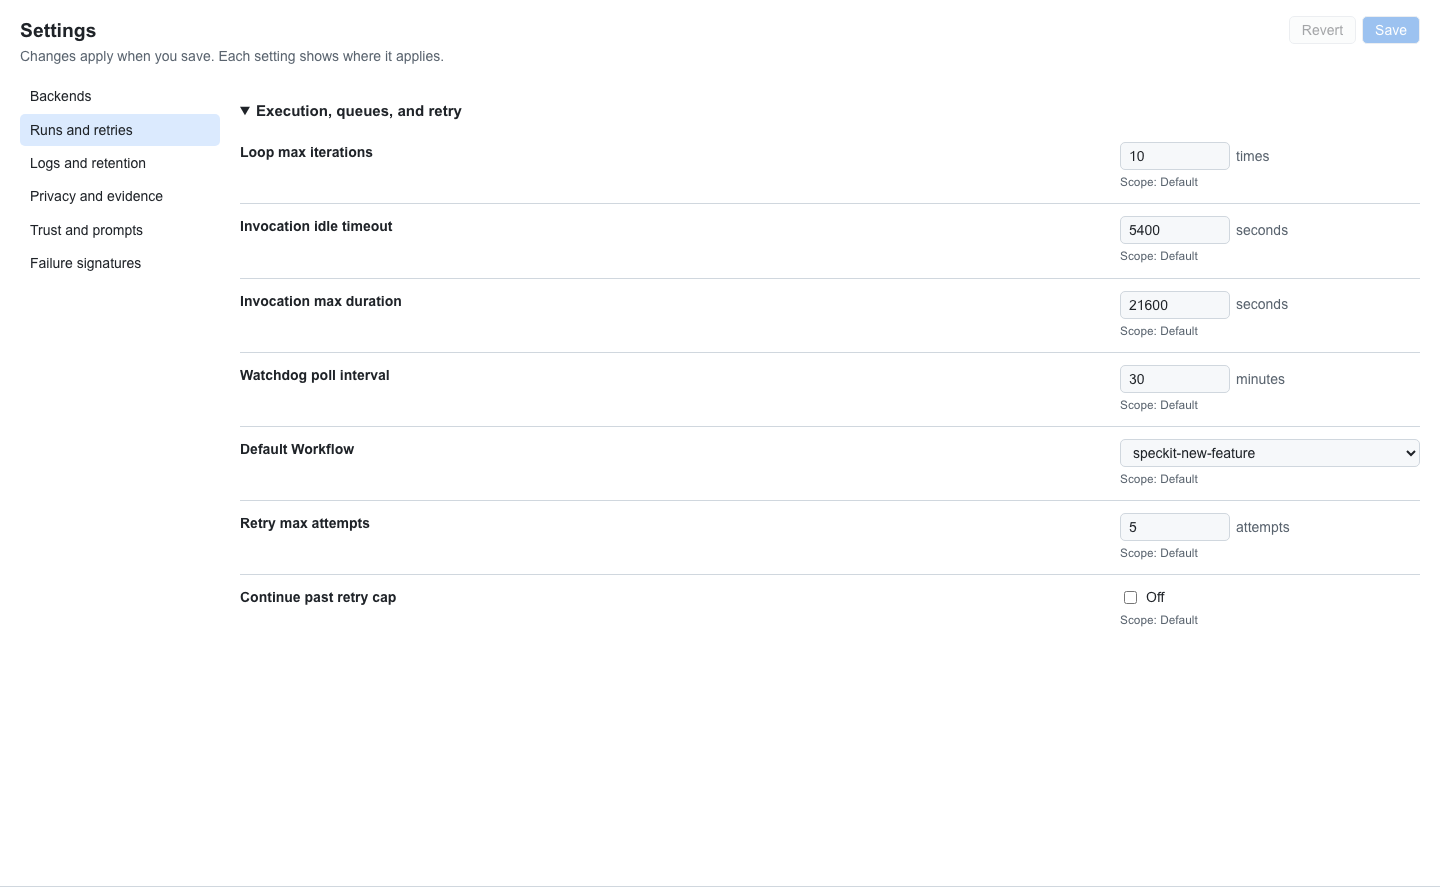 Settings
Revert
Save
Changes apply when you save. Each setting shows where it applies.
Backends
Runs and retries
Logs and retention
Privacy and evidence
Trust and prompts
Failure signatures
Execution, queues, and retry
Loop max iterations
10 times
Scope: Default
Invocation idle timeout
5400 seconds
Scope: Default
Invocation max duration
21600 seconds
Scope: Default
Watchdog poll interval
30 minutes
Scope: Default
Default Workflow
speckit-new-feature
Scope: Default
Retry max attempts
5 attempts
Scope: Default
Continue past retry cap
Off
Scope: Default